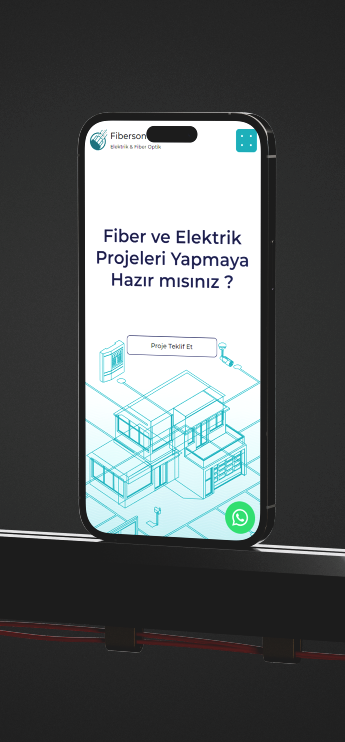 Fiberson
Elektrik & Fiber Optik
Fiber ve Elektrik
Projeleri Yapmaya
Hazır mısınız ?
Proje Teklif Et